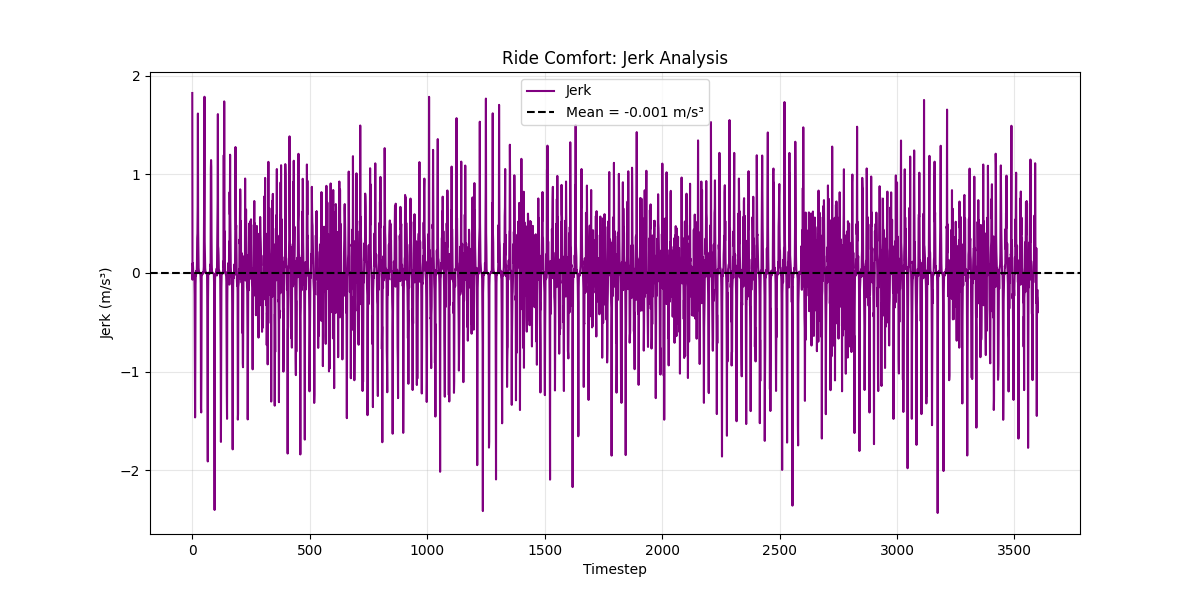 Ride Comfort: Jerk Analysis
Jerk
Mean = -0.001 m/s³
Jerk (m/s³)
2
1
0
−1
−2
0
500
1000
1500
2000
2500
3000
3500
Timestep